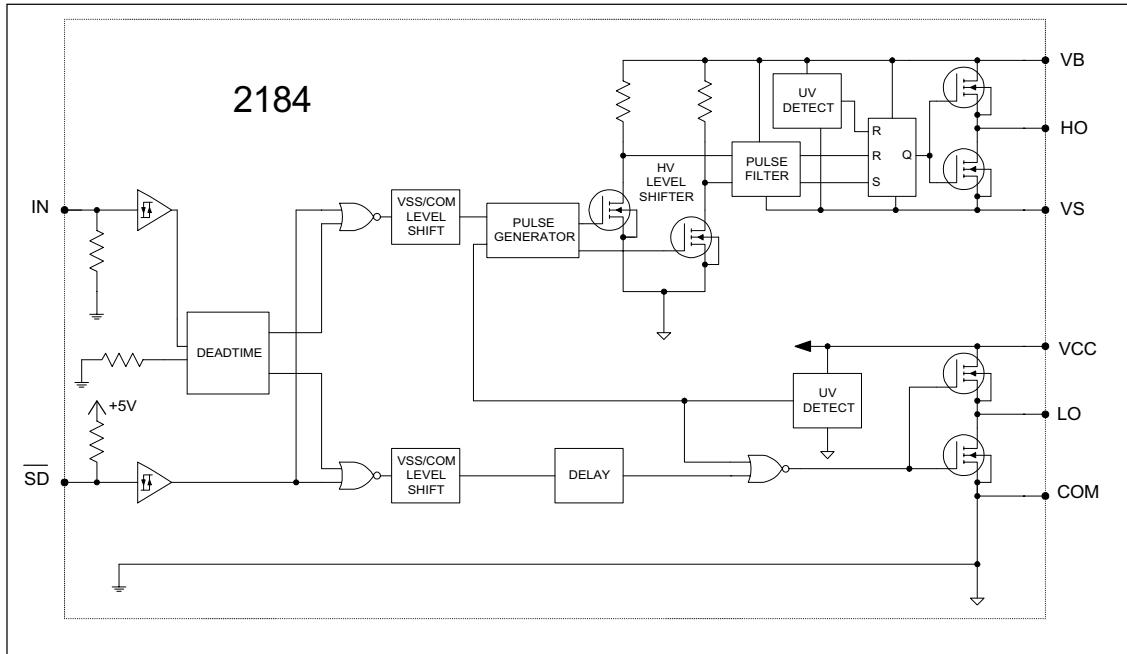 2184
VB
UV
DETECT
R
R
Q
S
HO
PULSE
FILTER
HV
LEVEL
SHIFTER
IN
VSS/COM
LEVEL
SHIFT
PULSE
GENERATOR
VS
DEADTIME
VCC
UV
DETECT
+5V
LO
SD
VSS/COM
LEVEL
SHIFT
DELAY
COM